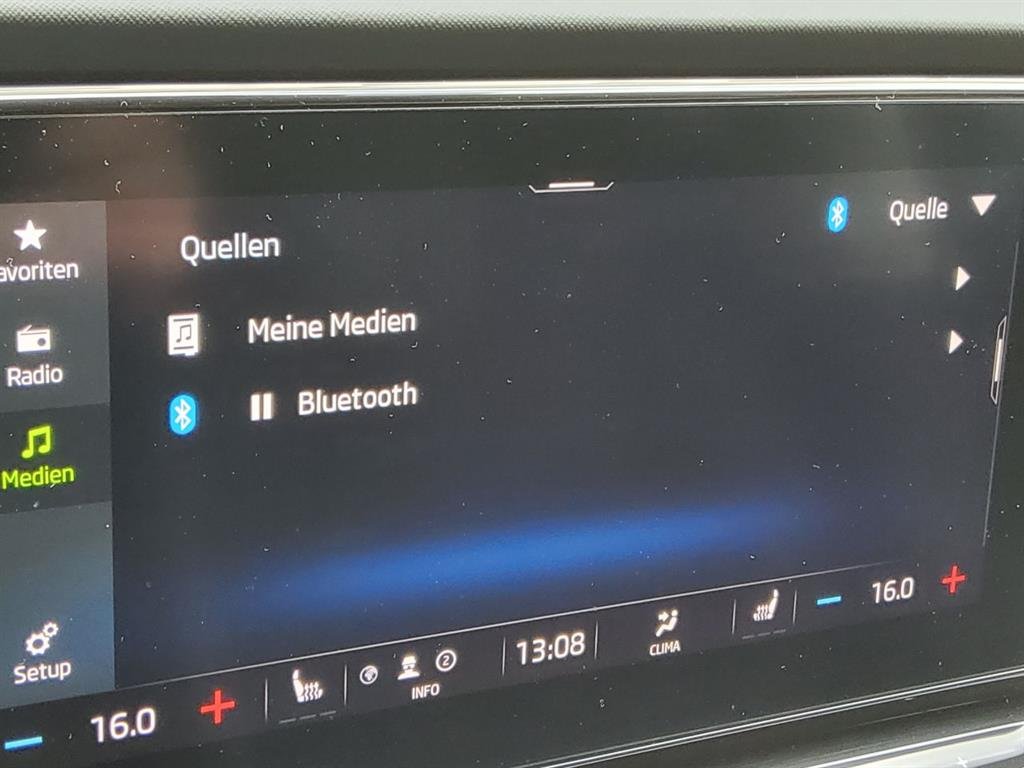 Quelle
Quellen
avoriten
Meine Medien
Radio
Bluetooth
Medien
Setup
16.0
2
INFO
13:08
CLIMA
16.0